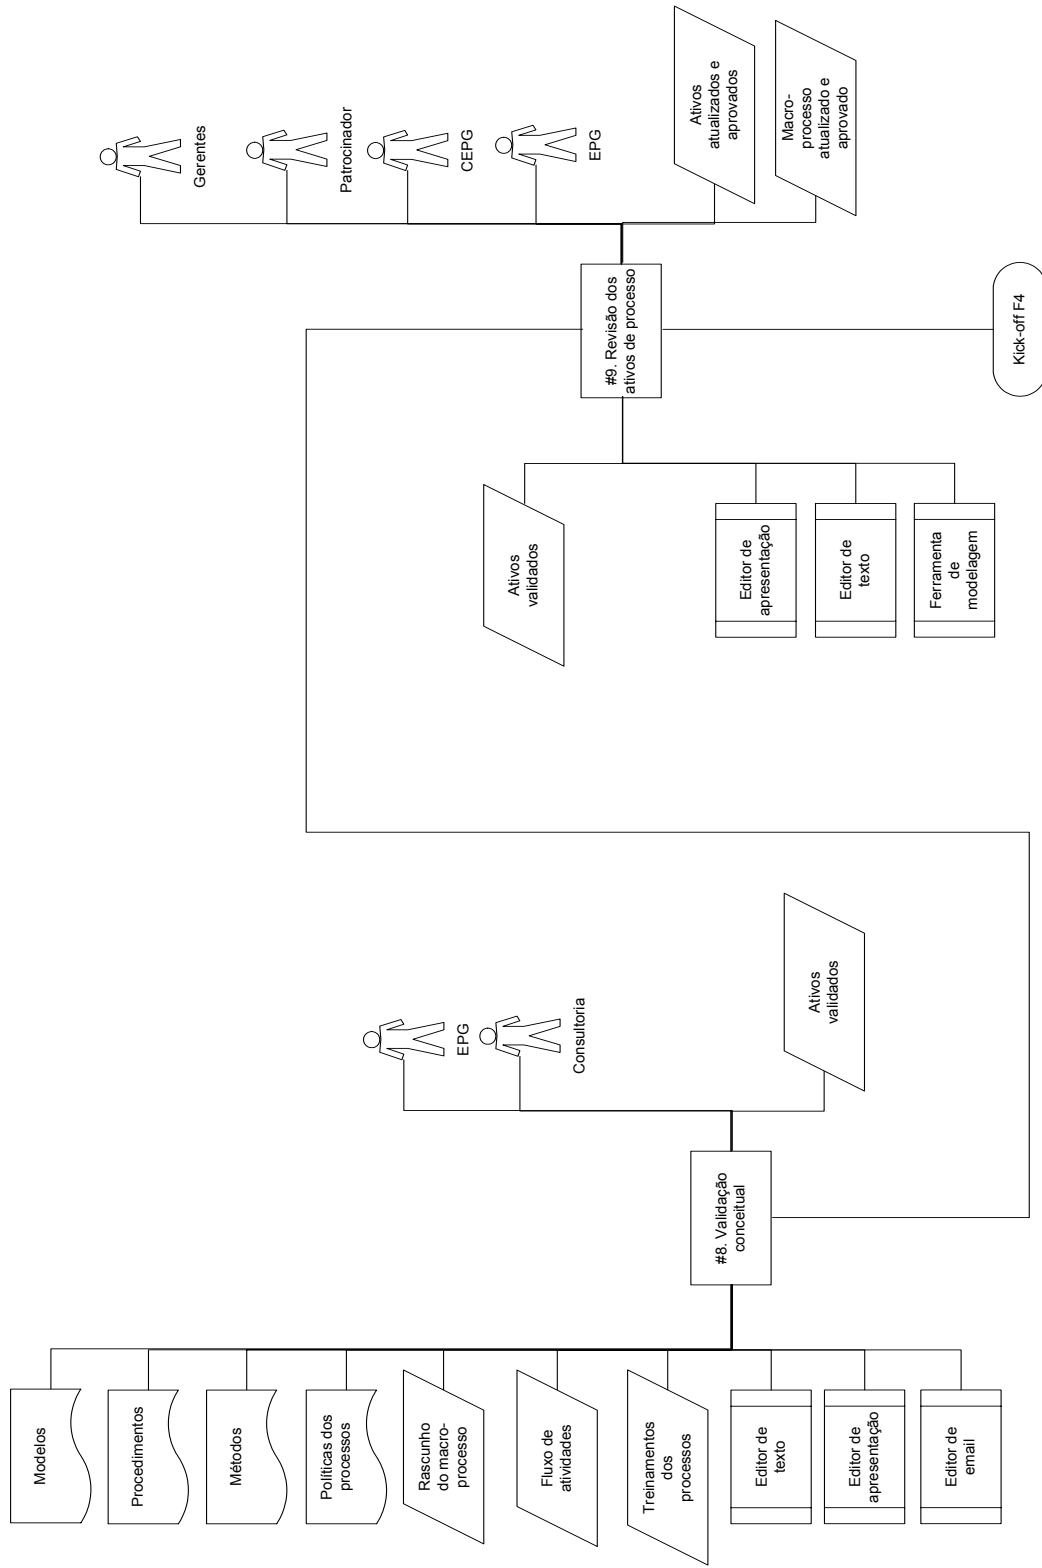 Modelos
Procedimentos
Métodos
Políticas dos
processos
Rascunho
do macro-
processo
Fluxo de
atividades
Treinamentos
dos
processos
Editor de
texto
Editor de
apresentação
Editor de
email
#8. Validação
conceitual
EPG
Consultoria
Ativos
validados
Ativos
validados
Editor de
apresentação
Editor de
texto
Ferramenta
de
modelagem
#9. Revisão dos
ativos de processo
Gerentes
Patrocinador
CEPG
EPG
Ativos
atualizados e
aprovados
Macro-
processo
atualizado e
aprovado
Kick-off F4